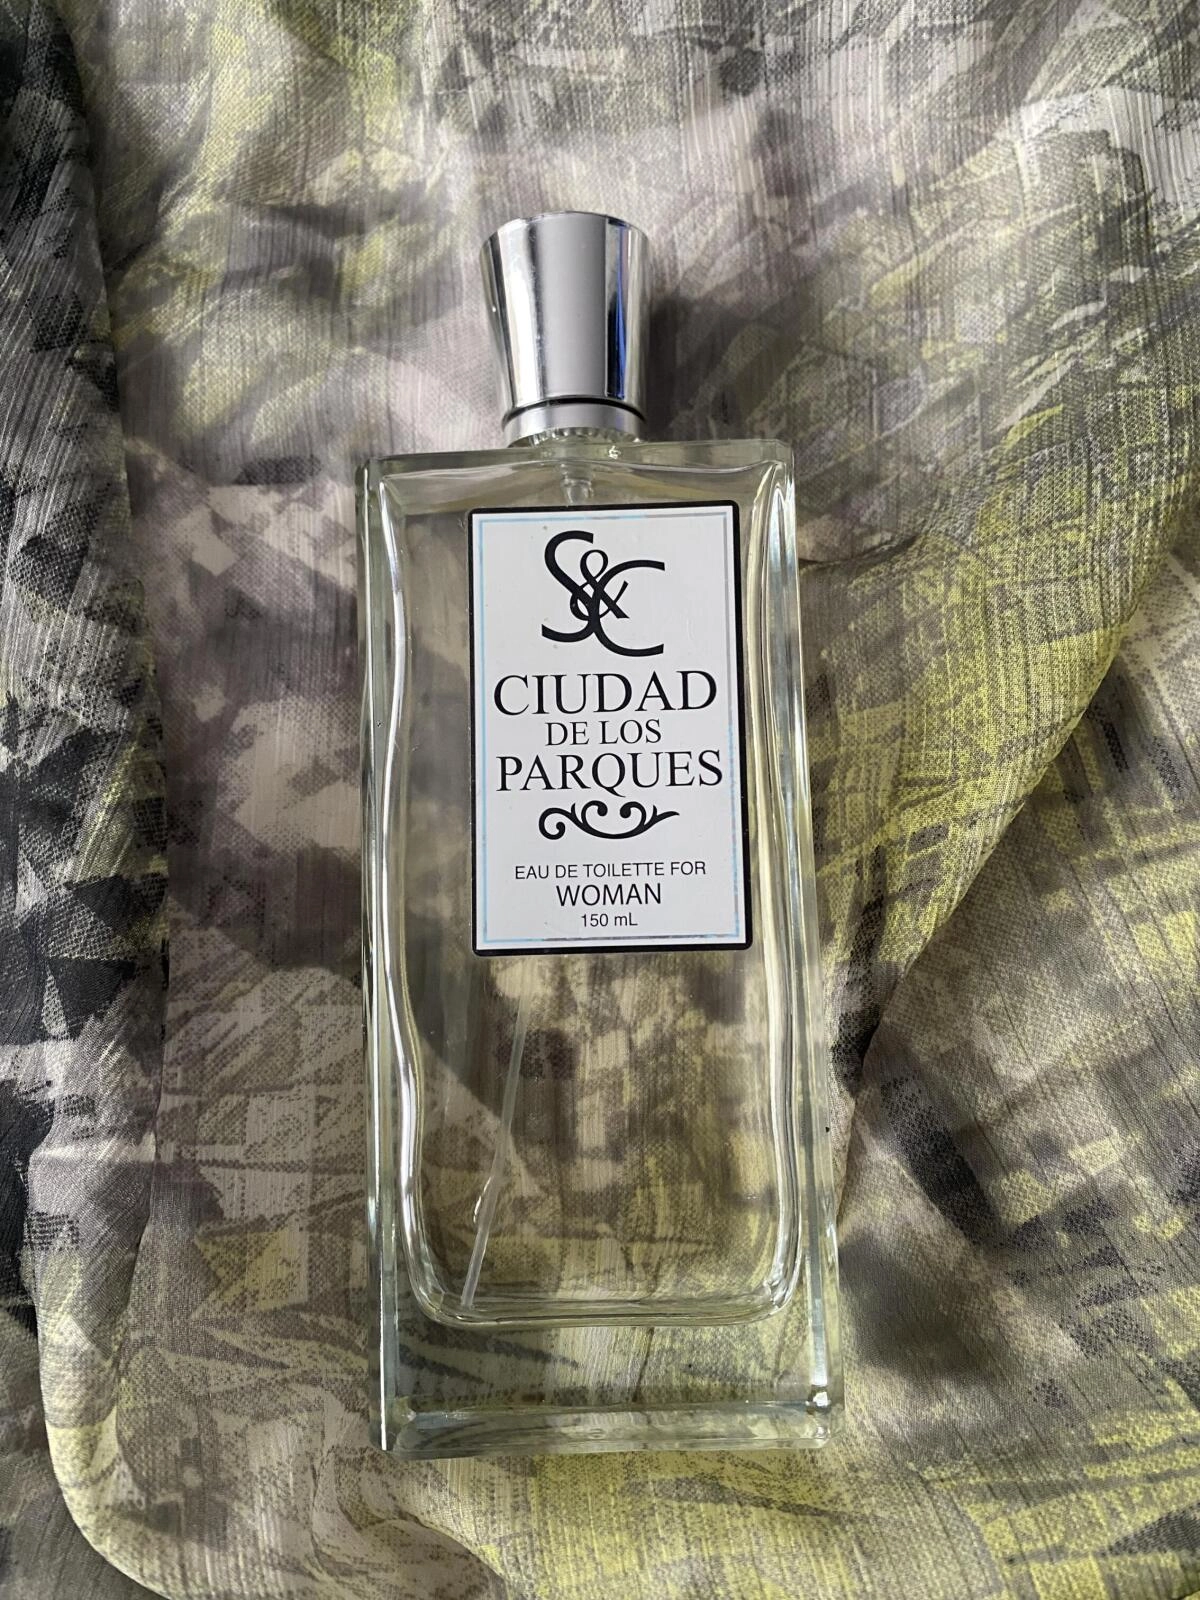 S&C
CIUDAD
DE LOS
PARQUES
EAU DE TOILETTE FOR
WOMAN
150 mL